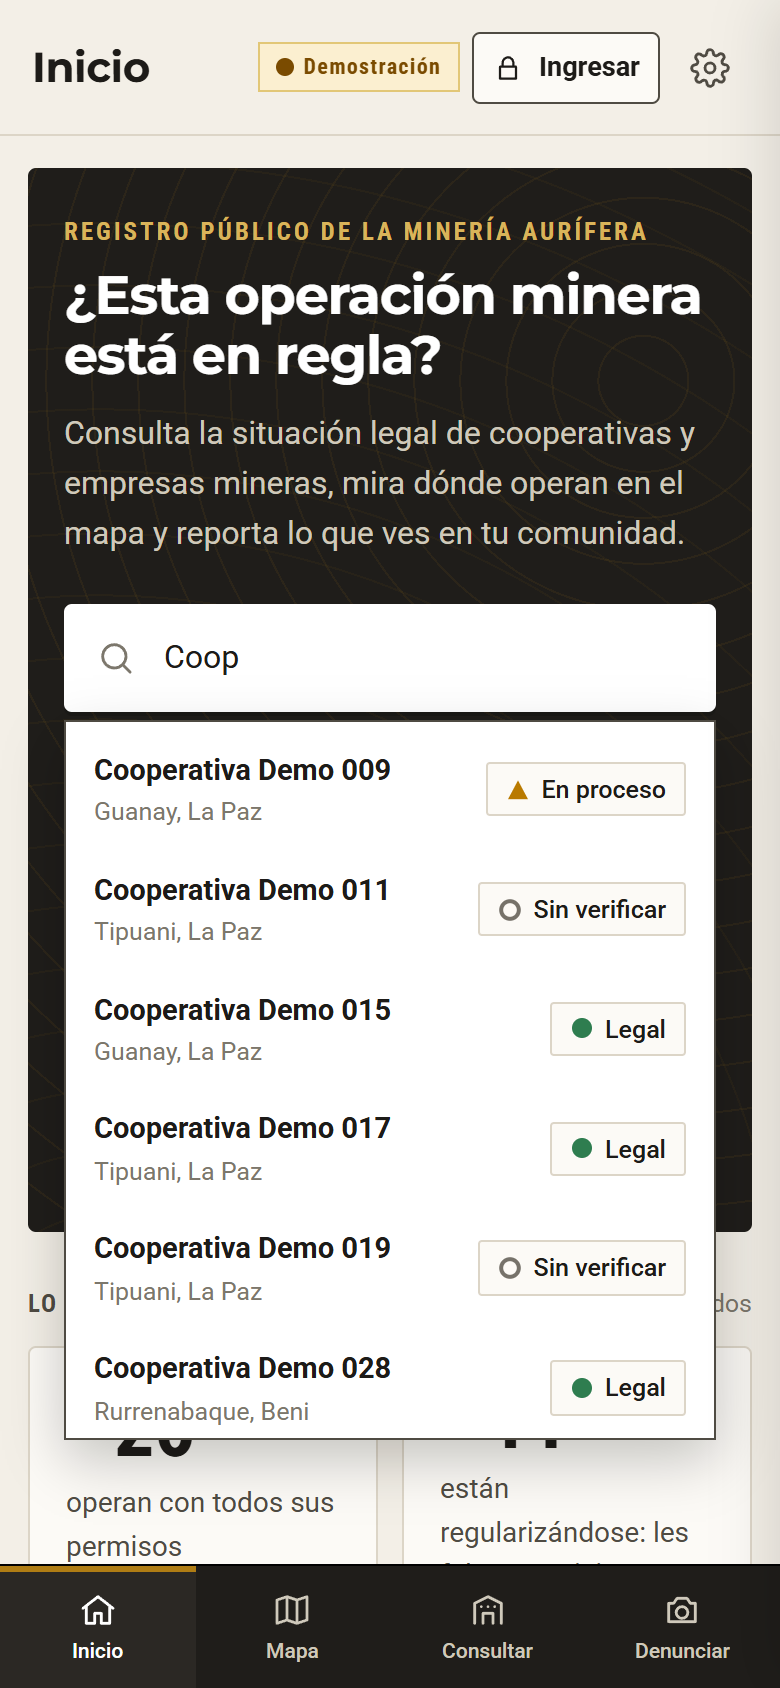 Inicio
Demostración
Ingresar
REGISTRO PÚBLICO DE LA MINERÍA AURÍFERA
¿Esta operación minera
está en regla?
Consulta la situación legal de cooperativas y
empresas mineras, mira dónde operan en el
mapa y reporta lo que ves en tu comunidad.
Coop
Cooperativa Demo 009
Guanay, La Paz
En proceso
Cooperativa Demo 011
Tipuani, La Paz
Sin verificar
Cooperativa Demo 015
Guanay, La Paz
Legal
Cooperativa Demo 017
Tipuani, La Paz
Legal
Cooperativa Demo 019
Tipuani, La Paz
Sin verificar
LO
dos
Cooperativa Demo 028
Rurrenabaque, Beni
Legal
operan con todos sus
permisos
están
regularizándose: les
Inicio
Mapa
Consultar
Denunciar